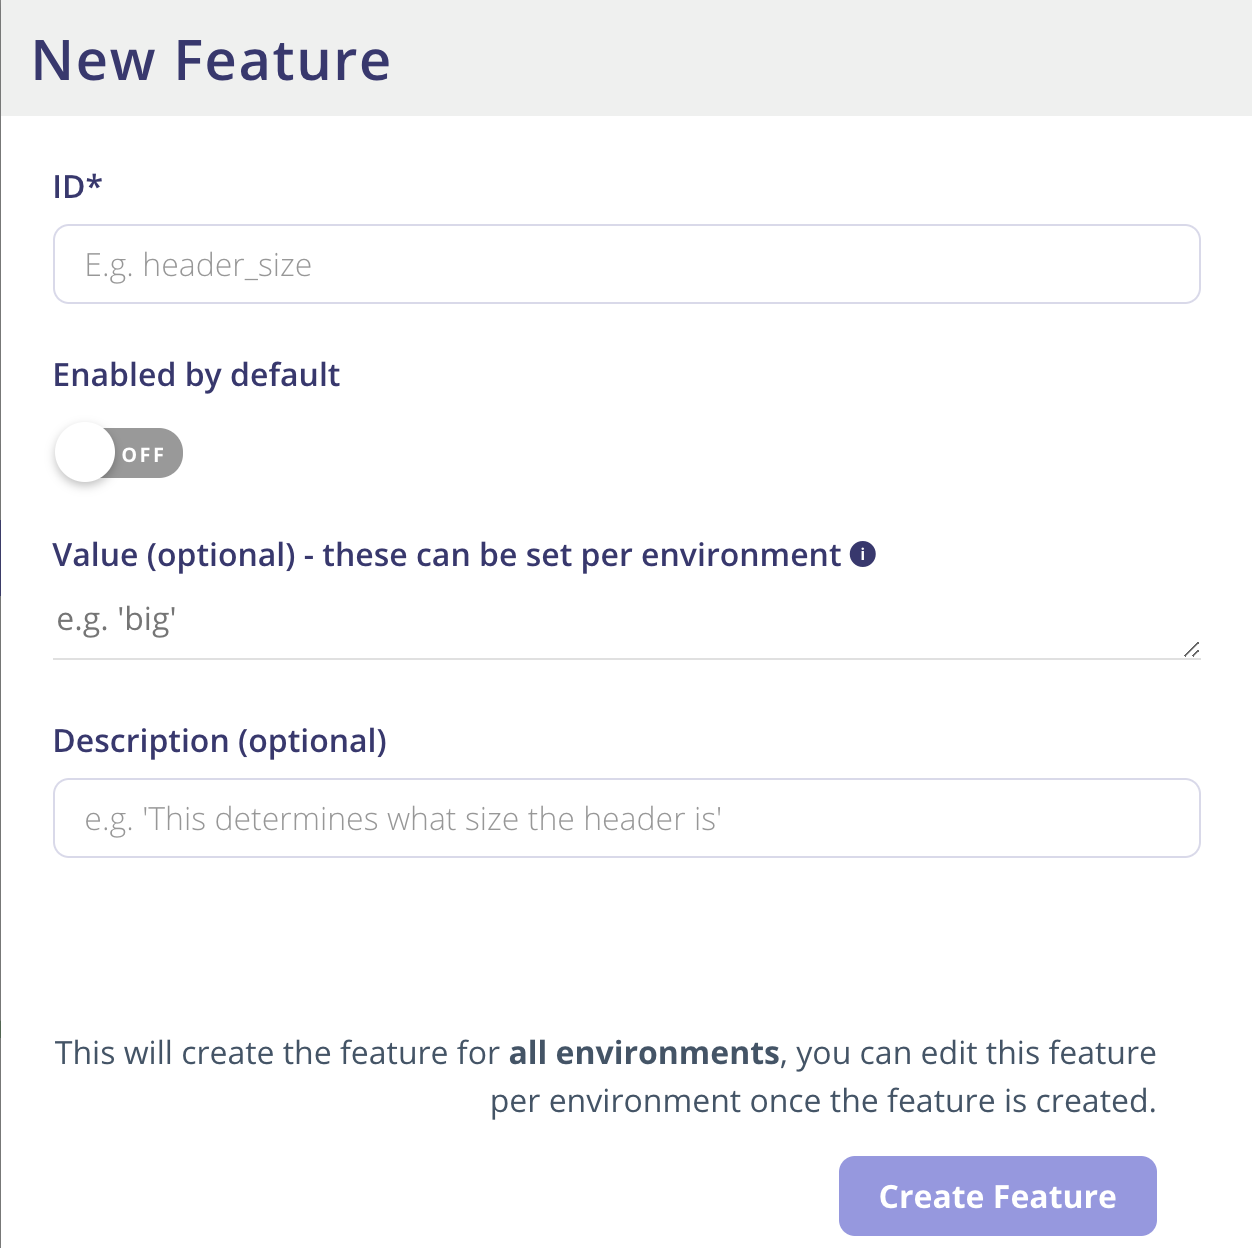 New Feature
ID*
E.g. header_size
Enabled by default
OFF
Value (optional) - these can be set per environment i
e.g. 'big'
Description (optional)
e.g. 'This determines what size the header is'
This will create the feature for all environments, you can edit this feature
per environment once the feature is created.
Create Feature